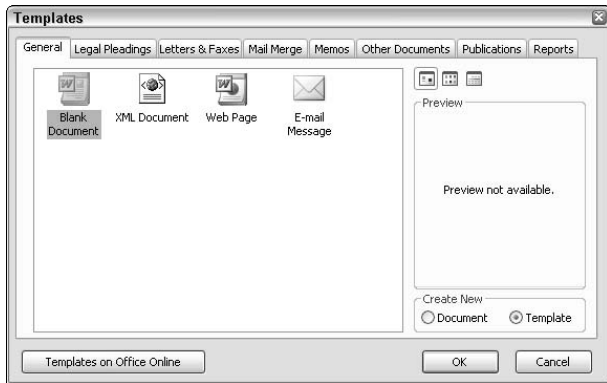 Templates
General Legal Pleadings Letters & Faxes Mail Merge Memos Other Documents Publications Reports
Blank
Document
XML Document
Web Page
E-mail
Message
Preview
Preview not available.
Create New
Document Template
Templates on Office Online
OK Cancel